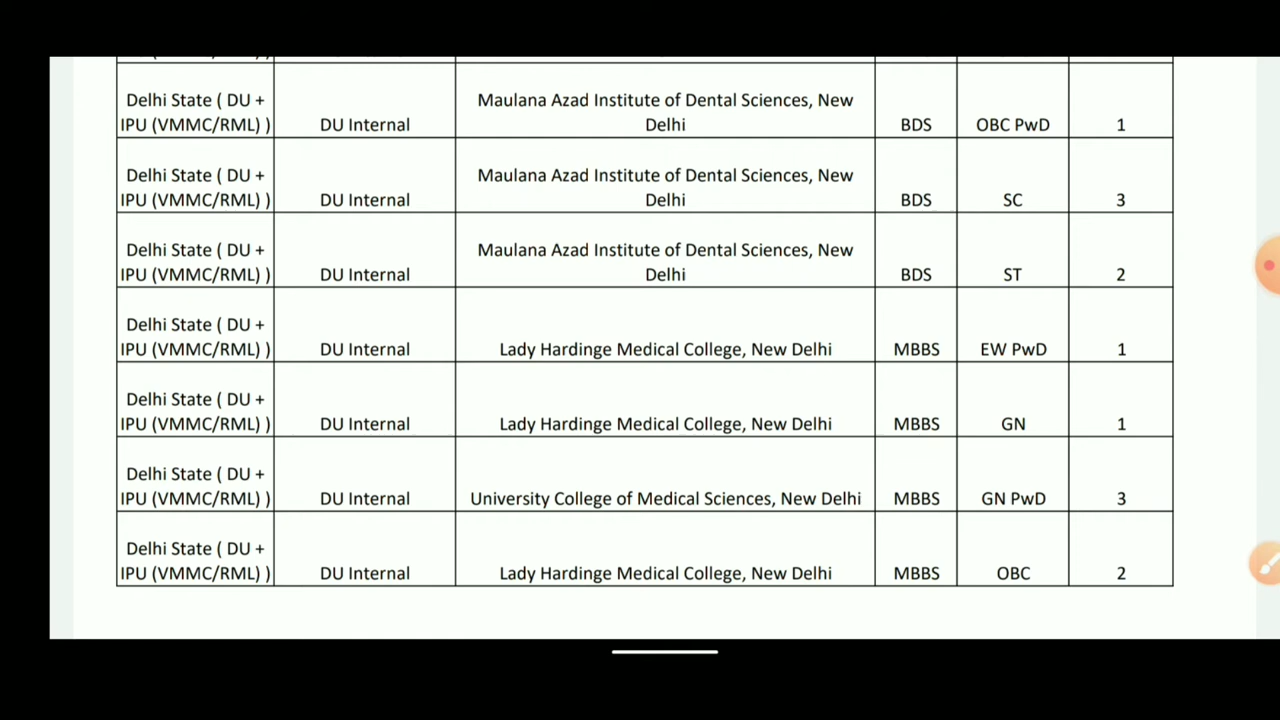 Delhi State ( DU +
IPU (VMMC/RML) ) DU Internal Maulana Azad Institute of Dental Sciences, New
Delhi BDS OBC PwD 1
Delhi State ( DU +
IPU (VMMC/RML) ) DU Internal Maulana Azad Institute of Dental Sciences, New
Delhi BDS SC 3
Delhi State ( DU +
IPU (VMMC/RML) ) DU Internal Maulana Azad Institute of Dental Sciences, New
Delhi BDS ST 2
Delhi State ( DU +
IPU (VMMC/RML) ) DU Internal Lady Hardinge Medical College, New Delhi MBBS EW PwD 1
Delhi State ( DU +
IPU (VMMC/RML) ) DU Internal Lady Hardinge Medical College, New Delhi MBBS GN 1
Delhi State ( DU +
IPU (VMMC/RML) ) DU Internal University College of Medical Sciences, New Delhi MBBS GN PwD 3
Delhi State ( DU +
IPU (VMMC/RML) ) DU Internal Lady Hardinge Medical College, New Delhi MBBS OBC 2